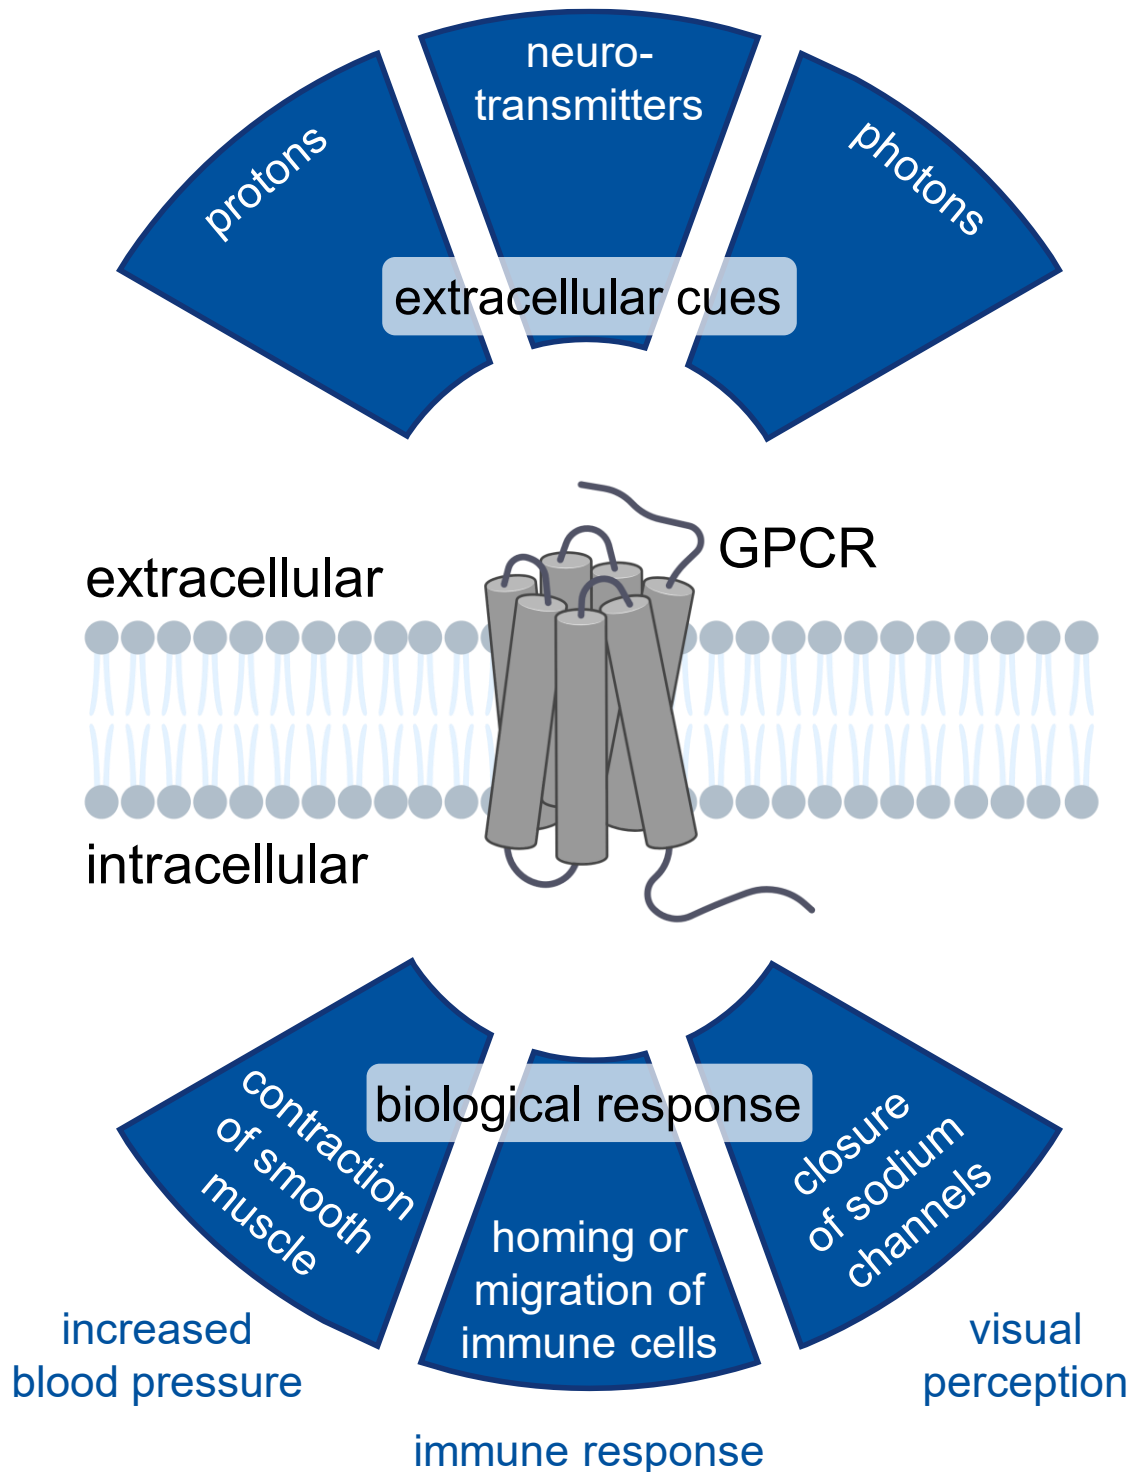 neuro-
transmitters
protons
photons
extracellular cues
GPCR
extracellular
intracellular
biological response
contraction
of smooth
muscle
homing or
migration of
immune cells
closure
of sodium
channels
increased
blood pressure
immune response
visual
perception